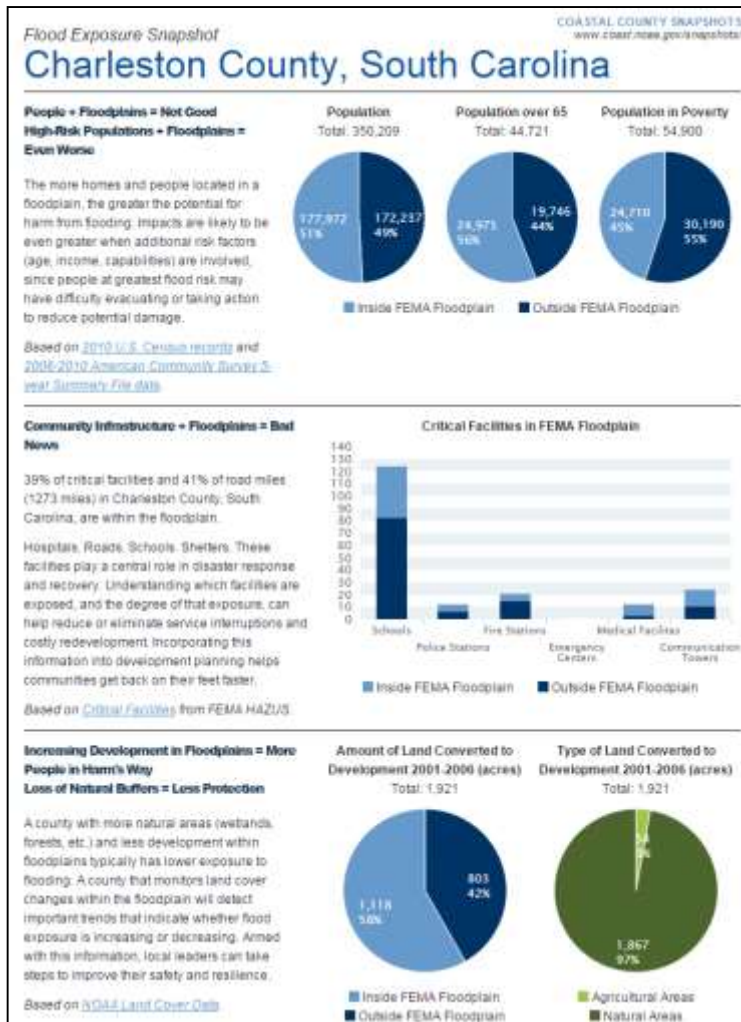 COASTAL COUNTY SNAPSHOTS
Flood Exposure Snapshot
www.coast.noaa.gov/snapshots
Charleston County, South Carolina
People + Floodplains = Not Good
High-Risk Populations + Floodplains =
Even Worse
The more homes and people located in a
floodplain, the greater the potential for
harm from flooding. Impacts are likely to be
even greater when additional risk factors
(age, income, capabilities) are involved,
since people at greatest flood risk may
have difficulty evacuating or taking action
to reduce potential damage.
Based on 2010 U.S. Census records and
2006-2010 American Community Survey 5-
year Summary File data.
Population
Total: 350,209
177,972
51%
172,237
49%
Population over 65
Total: 44,721
24,975
56%
19,746
44%
Population in Poverty
Total: 54,900
24,710
45%
30,190
55%
Inside FEMA Floodplain
Outside FEMA Floodplain
Community Infrastructure + Floodplains = Bad
News
39% of critical facilities and 41% of road miles
(1273 miles) in Charleston County, South
Carolina, are within the floodplain.
Hospitals. Roads. Schools. Shelters. These
facilities play a central role in disaster response
and recovery. Understanding which facilities are
exposed, and the degree of that exposure, can
help reduce or eliminate service interruptions and
costly redevelopment. Incorporating this
information into development planning helps
communities get back on their feet faster.
Based on Critical Facilities from FEMA HAZUS.
Critical Facilities in FEMA Floodplain
140
130
120
110
100
90
80
70
60
50
40
30
20
10
0
Schools
Police Stations
Fire Stations
Emergency
Centers
Medical Facilities
Communication
Towers
Inside FEMA Floodplain
Outside FEMA Floodplain
Increasing Development in Floodplains = More
People in Harm's Way
Loss of Natural Buffers = Less Protection
A county with more natural areas (wetlands,
forests, etc.) and less development within
floodplains typically has lower exposure to
flooding. A county that monitors land cover
changes within the floodplain will detect
important trends that indicate whether flood
exposure is increasing or decreasing. Armed
with this information, local leaders can take
steps to improve their safety and resilience.
Based on NOAA Land Cover Data.
Amount of Land Converted to
Development 2001-2006 (acres)
Total: 1,921
1,118
58%
803
42%
Inside FEMA Floodplain
Outside FEMA Floodplain
Type of Land Converted to
Development 2001-2006 (acres)
Total: 1,921
1,867
97%
Agricultural Areas
Natural Areas